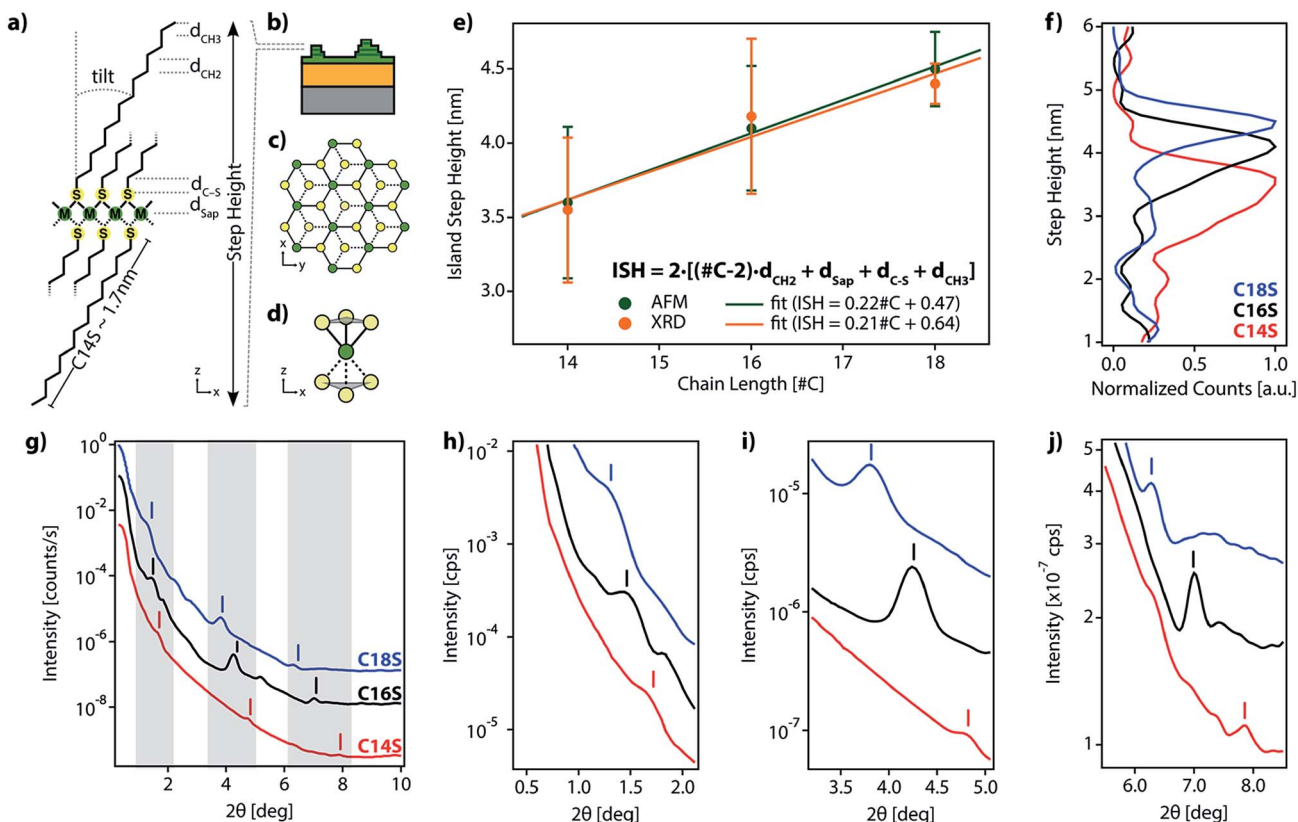 a)
d_CH3
d_CH2
tilt
S S S
d_C-S
M M M M
d_Sap
S S S
C14S ~ 1.7nm
z
x
Step Height
b)
c)
x
y
d)
z
x
e)
Island Step Height [nm]
4.5
4.0
3.5
3.0
ISH = 2·[(#C-2)·d_CH2 + d_Sap + d_C-S + d_CH3]
AFM fit (ISH = 0.22#C + 0.47)
XRD fit (ISH = 0.21#C + 0.64)
14 15 16 17 18
Chain Length [#C]
f)
Step Height [nm]
6
5
4
3
2
1
C18S
C16S
C14S
0.0 0.5 1.0
Normalized Counts [a.u.]
g)
Intensity [counts/s]
10^0
10^-2
10^-4
10^-6
10^-8
C18S
C16S
C14S
2 4 6 8 10
2θ [deg]
h)
Intensity [cps]
10^-2
10^-3
10^-4
10^-5
0.5 1.0 1.5 2.0
2θ [deg]
i)
Intensity [cps]
10^-5
10^-6
10^-7
3.5 4.0 4.5 5.0
2θ [deg]
j)
Intensity [x10^-7 cps]
5
4
3
2
1
6.0 7.0 8.0
2θ [deg]